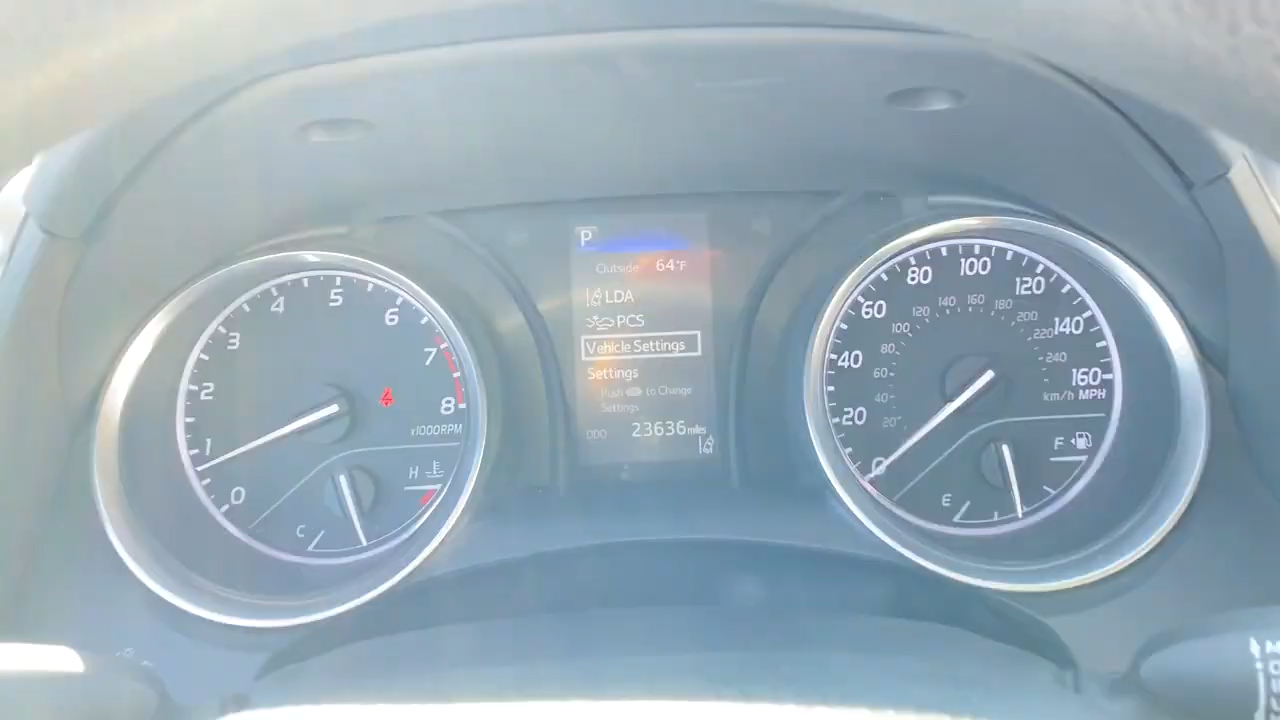 P
Outside 64°F
LDA
PCS
Vehicle Settings
Settings
Push to Change
Settings
ODO 23636 miles
0
1
2
3
4
5
6
7
8
x1000RPM
H
C
0
20
40
60
80
100
120
140
160
MPH
km/h
20
40
60
80
100
120
140
160
180
200
220
240
F
E